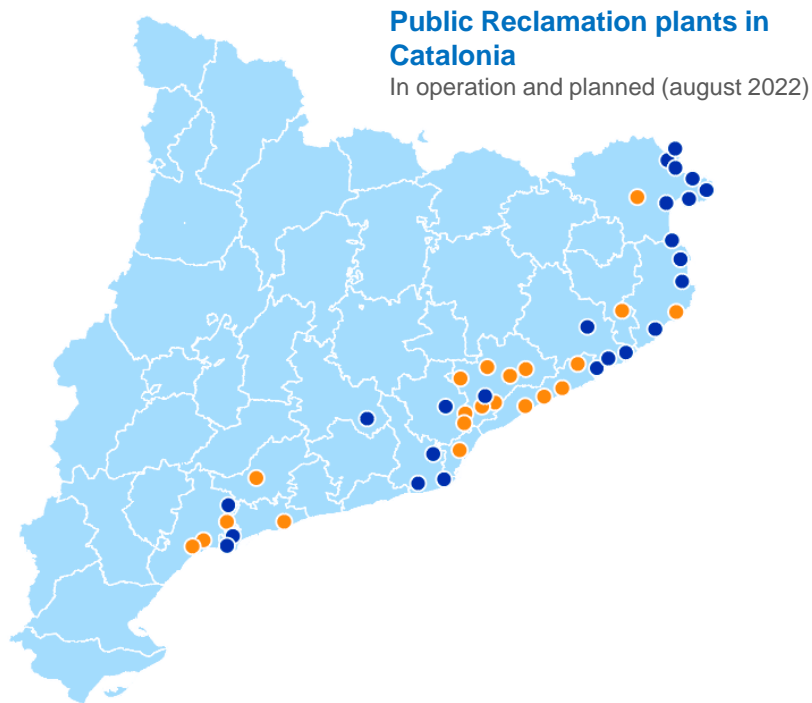 Public Reclamation plants in
Catalonia
In operation and planned (august 2022)